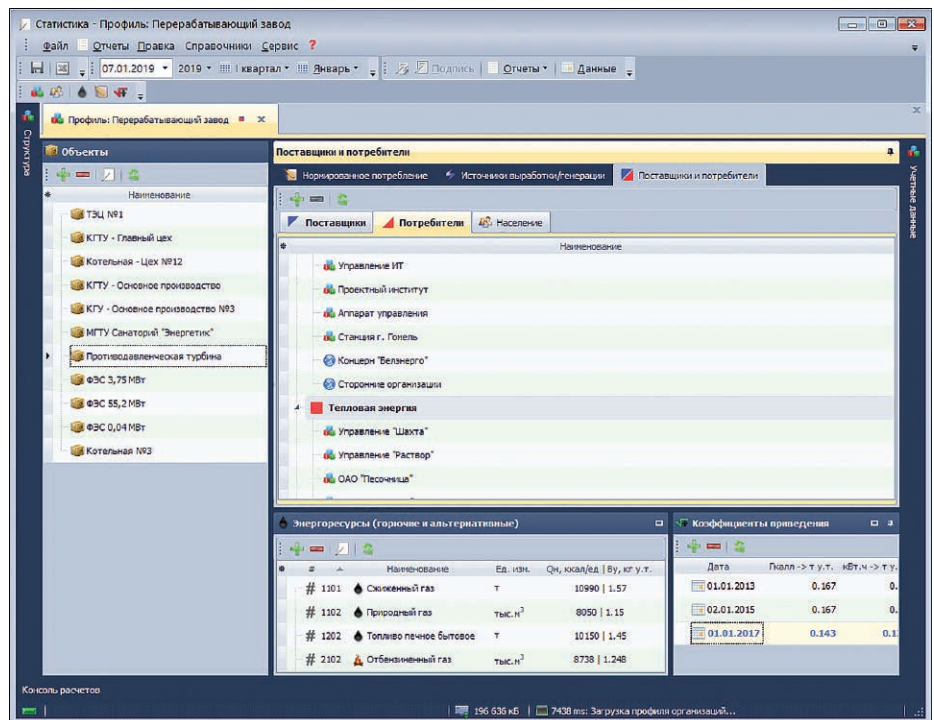 Статистика - Профиль: Перерабатывающий завод
Файл Отчеты Правка Справочники Сервис ?
07.01.2019 2019 I квартал Январь Подпись Отчеты Данные
Профиль: Перерабатывающий завод
Структура
Объекты
Наименование
ТЭЦ №1
КГТУ - Главный цех
Котельная - Цех №12
КГТУ - Основное производство
КГУ - Основное производство №3
МГТУ Санаторий "Энергетик"
Противодавленческая турбина
ФЭС 3,75 МВт
ФЭС 55,2 МВт
ФЭС 0,04 МВт
Котельная №3
Поставщики и потребители
Нормированное потребление Источники выработки/генерации Поставщики и потребители
Поставщики Потребители Население
Наименование
Управление ИТ
Проектный институт
Аппарат управления
Станция г. Гомель
Концерн "Белэнерго"
Сторонние организации
Тепловая энергия
Управление "Шахта"
Управление "Раствор"
ОАО "Песочница"
Учетные данные
Энергоресурсы (горючие и альтернативные)
# Наименование Ед. изм. Qн, ккал/ед | Ву, кг у.т.
# 1101 Сжиженный газ т 10990 | 1.57
# 1102 Природный газ тыс.м³ 8050 | 1.15
# 1202 Топливо печное бытовое т 10150 | 1.45
# 2102 Отбензиненный газ тыс.м³ 8738 | 1.248
Коэффициенты приведения
Дата Гкалл -> т у.т. кВт.ч -> т у.
01.01.2013 0.167 0.
02.01.2015 0.167 0.
01.01.2017 0.143 0.1
Консоль расчетов
196 636 кБ 7438 ms: Загрузка профиля организаций...